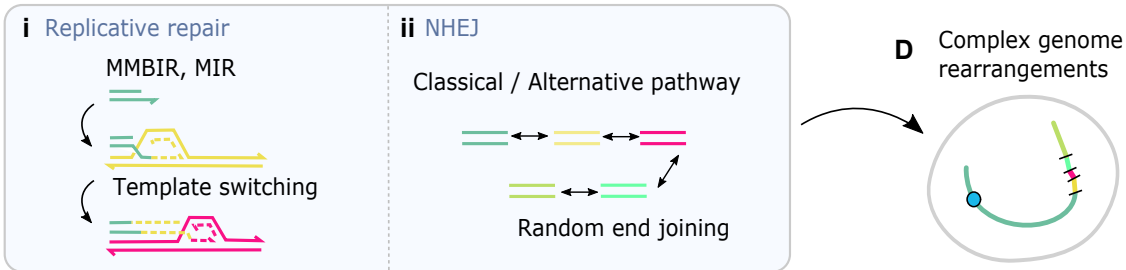 i Replicative repair
MMBIR, MIR
Template switching
ii NHEJ
Classical / Alternative pathway
Random end joining
D Complex genome
rearrangements